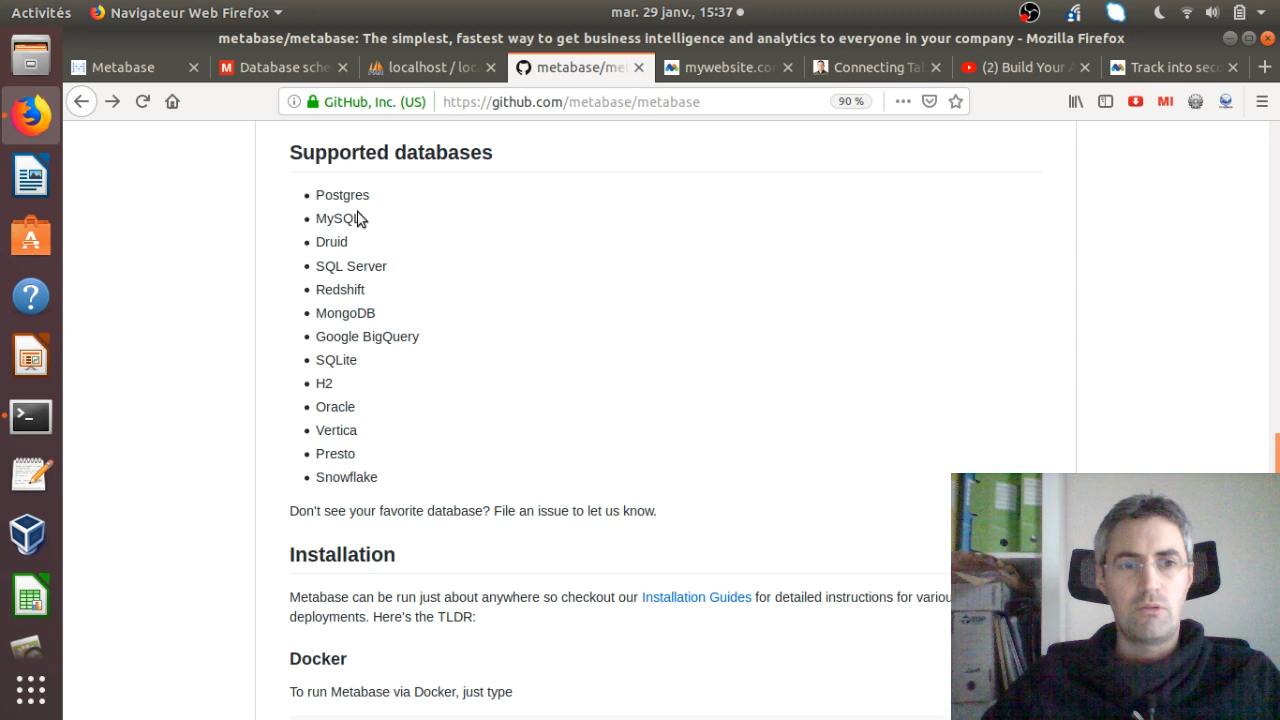 Activités
Navigateur Web Firefox
mar. 29 janv., 15:37
metabase/metabase: The simplest, fastest way to get business intelligence and analytics to everyone in your company - Mozilla Firefox
Metabase
Database sche
localhost / loc
metabase/me
mywebsite.co
Connecting Ta
(2) Build Your
Track into sec
GitHub, Inc. (US)
https://github.com/metabase/metabase
90 %
Supported databases
Postgres
MySQL
Druid
SQL Server
Redshift
MongoDB
Google BigQuery
SQLite
H2
Oracle
Vertica
Presto
Snowflake
Don't see your favorite database? File an issue to let us know.
Installation
Metabase can be run just about anywhere so checkout our Installation Guides for detailed instructions for variou
deployments. Here's the TLDR:
Docker
To run Metabase via Docker, just type